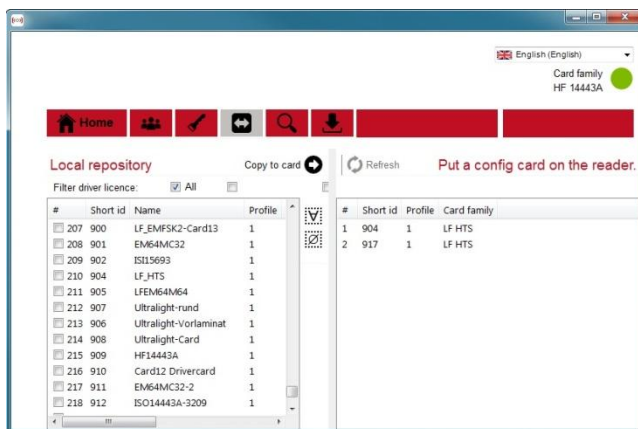 English (English)
Card family
HF 14443A
Home
Local repository
Copy to card
Refresh
Put a config card on the reader.
Filter driver licence:
All
# Short id Name Profile
207 900 LF_EMFSK2-Card13 1
208 901 EM64MC32 1
209 902 ISI15693 1
210 904 LF_HTS 1
211 905 LFEM64M64 1
212 907 Ultralight-rund 1
213 906 Ultralight-Vorlaminat 1
214 908 Ultralight-Card 1
215 909 HF14443A 1
216 910 Card12 Drivercard 1
217 911 EM64MC32-2 1
218 912 ISO14443A-3209 1
# Short id Profile Card family
1 904 1 LF HTS
2 917 1 LF HTS